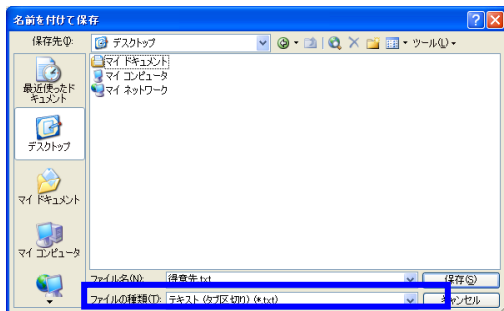 名前を付けて保存
保存先(I):
デスクトップ
ツール(L)
マイ ドキュメント
マイ コンピュータ
マイ ネットワーク
最近使ったド
キュメント
デスクトップ
マイ ドキュメント
マイ コンピュータ
ファイル名(N):
得意先.txt
保存(S)
ファイルの種類(T):
テキスト (タブ区切り) (*.txt)
キャンセル